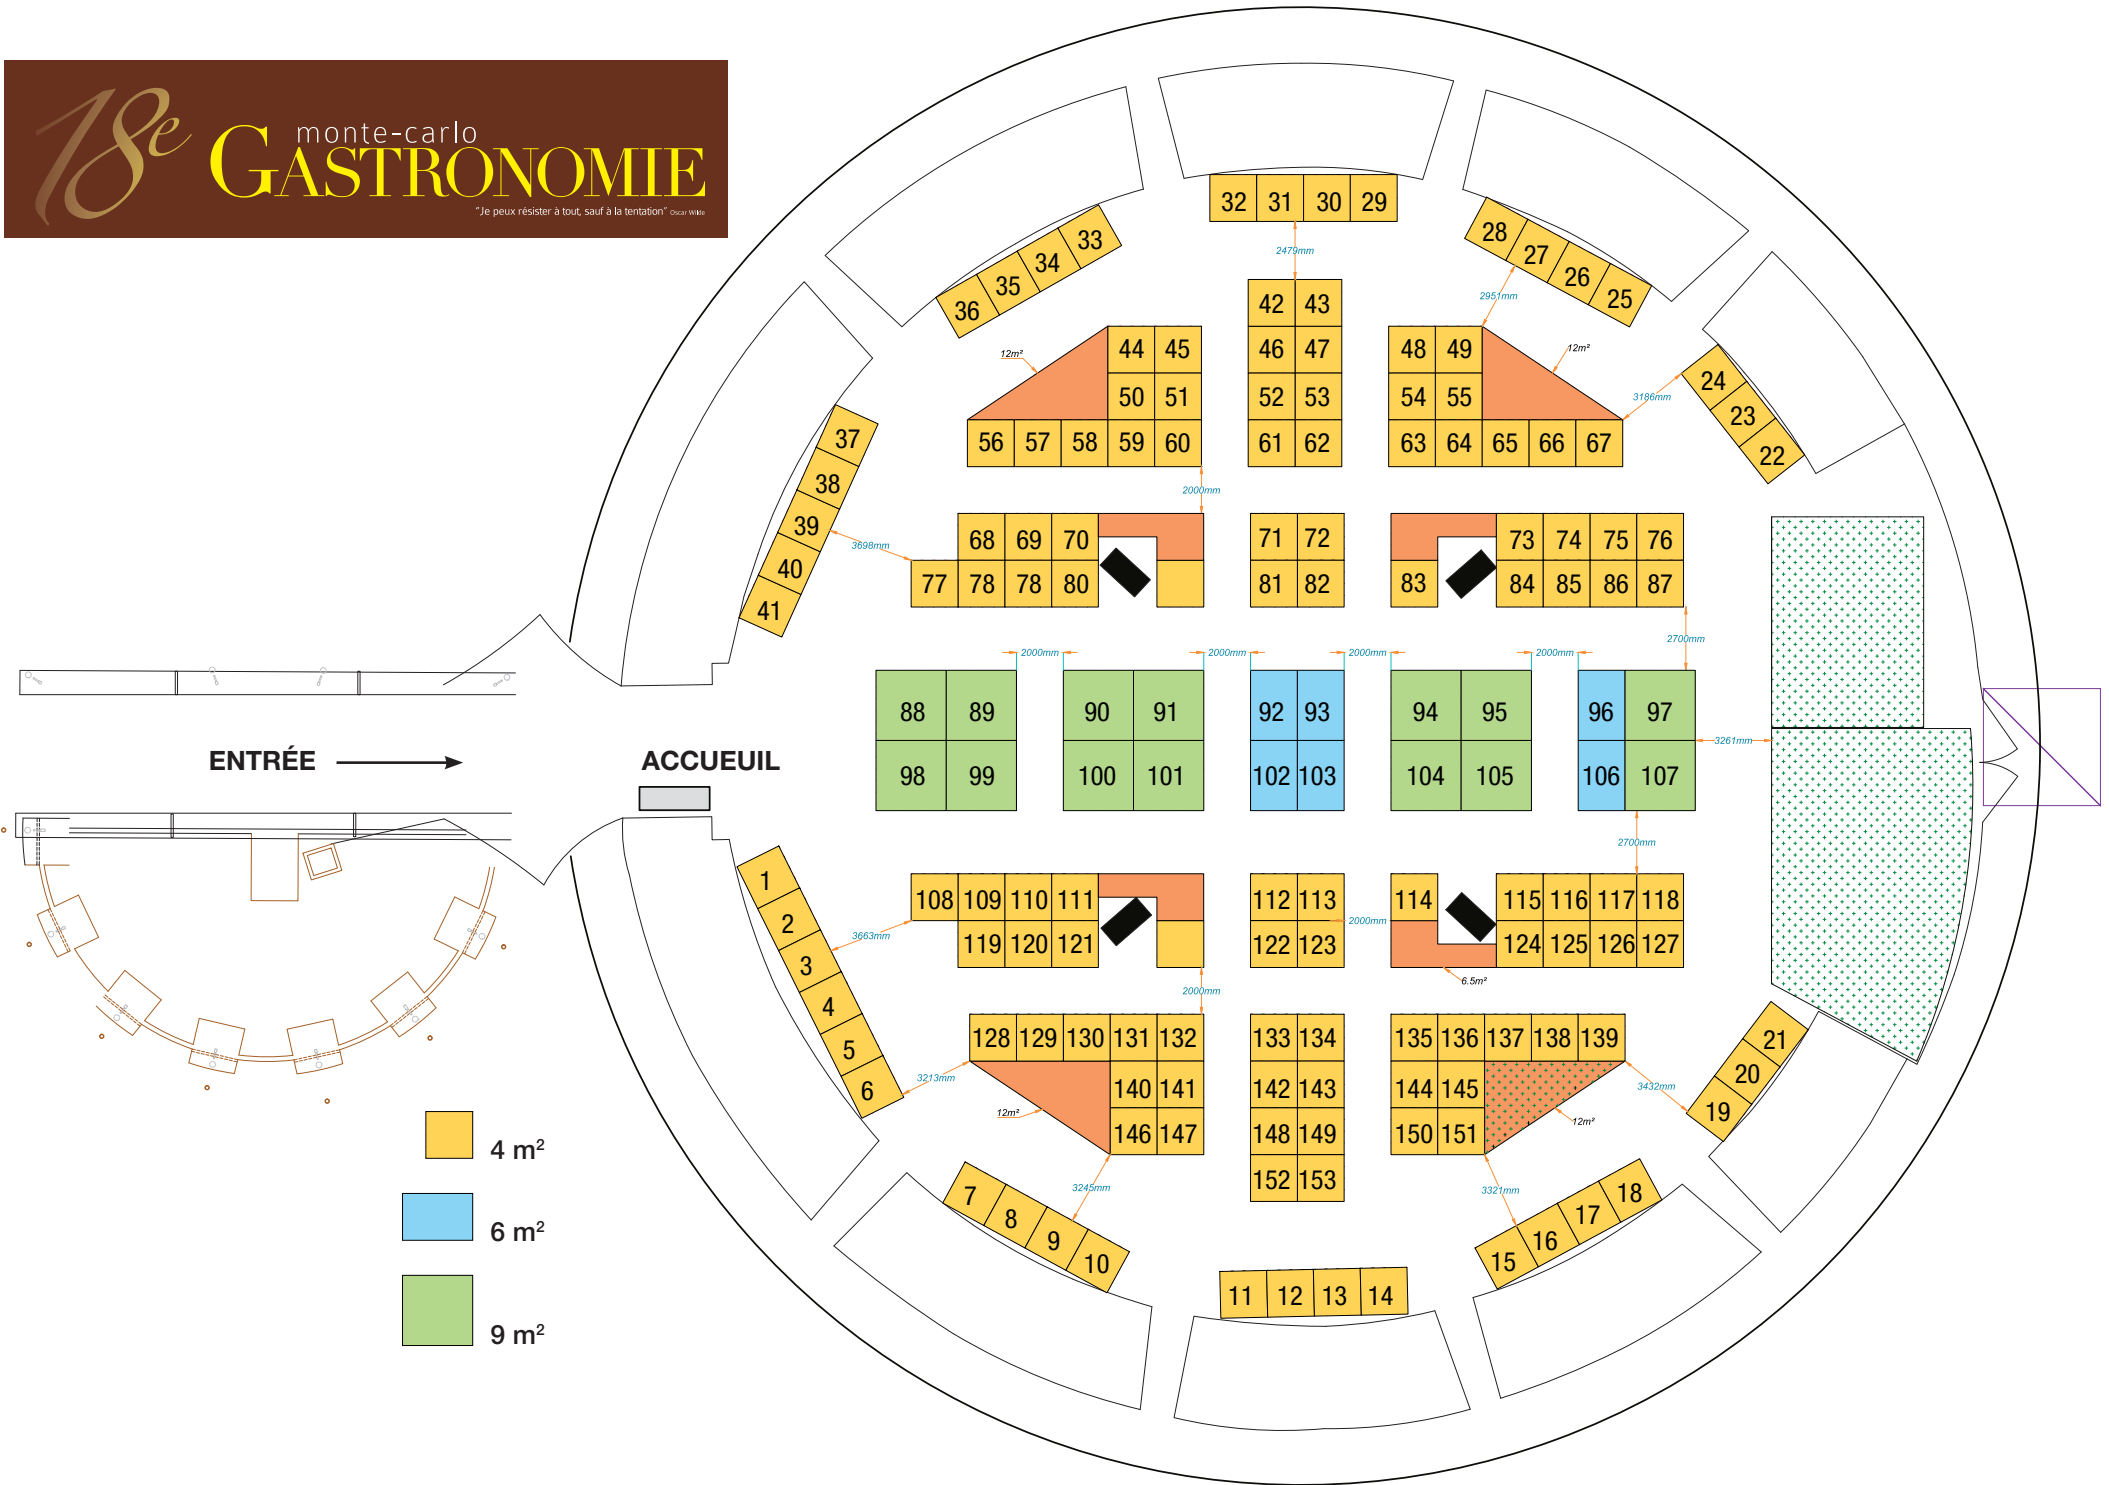 18e
monte-carlo
GASTRONOMIE
"Je peux résister à tout, sauf à la tentation" Oscar Wilde
32 31 30 29
28 27 26 25
33
34
35
36
2479mm
2951mm
42 43
44 45 46 47 48 49
12m²
12m²
24
23
22
3186mm
50 51 52 53 54 55
56 57 58 59 60 61 62 63 64 65 66 67
37
38
39
40
41
2000mm
3698mm
68 69 70 71 72 73 74 75 76
77 78 78 80 81 82 83 84 85 86 87
2700mm
2000mm 2000mm 2000mm 2000mm
88 89 90 91 92 93 94 95 96 97
ENTRÉE
ACCUEUIL
3261mm
98 99 100 101 102 103 104 105 106 107
2700mm
1
2
3
4
5
6
108 109 110 111 112 113 114 115 116 117 118
3663mm
2000mm
119 120 121 122 123 124 125 126 127
6.5m²
2000mm
128 129 130 131 132 133 134 135 136 137 138 139
21
20
19
3213mm
3432mm
140 141 142 143 144 145
12m²
12m²
146 147 148 149 150 151
152 153
3245mm
3321mm
7
8
9
10
18
17
16
15
11 12 13 14
4 m²
6 m²
9 m²